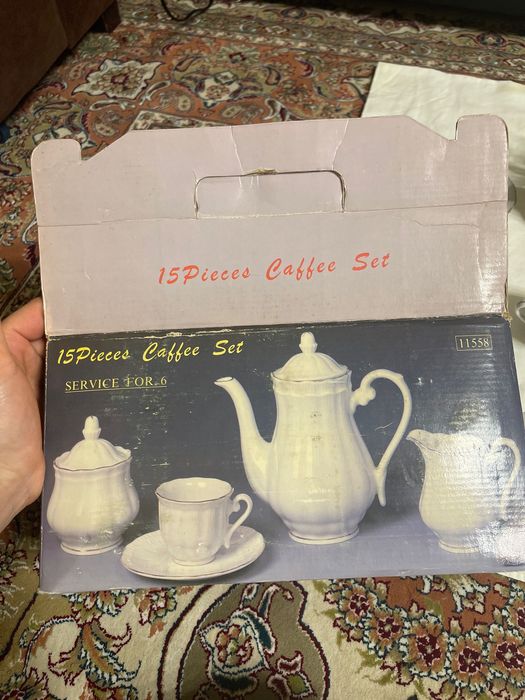 15Pieces Caffee Set
15Pieces Caffee Set
11558
SERVICE FOR 6